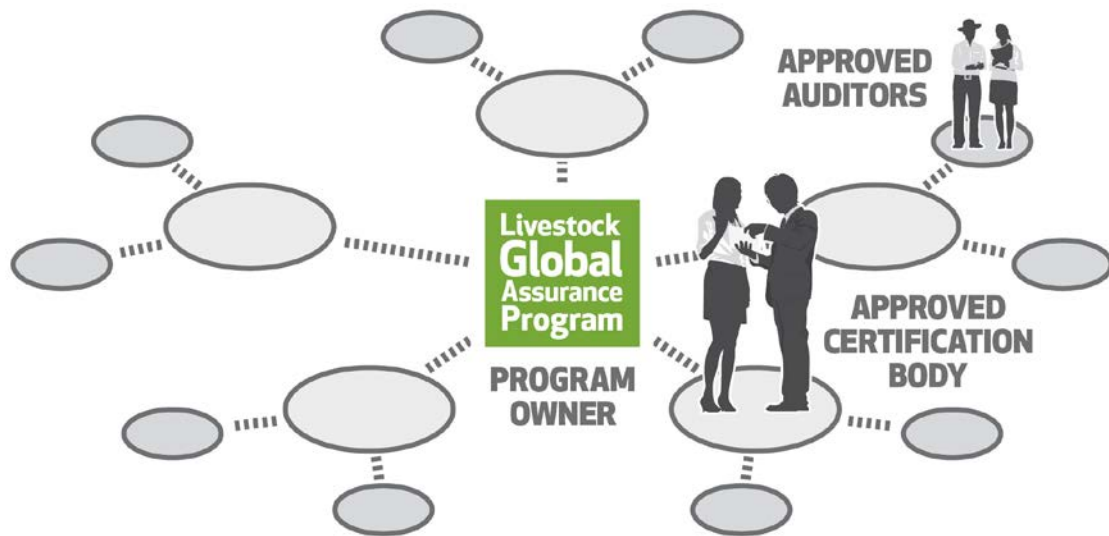 APPROVED
AUDITORS
Livestock
Global
Assurance
Program
PROGRAM
OWNER
APPROVED
CERTIFICATION
BODY